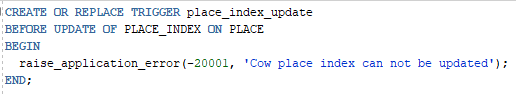 CREATE OR REPLACE TRIGGER place_index_update
BEFORE UPDATE OF PLACE_INDEX ON PLACE
BEGIN
  raise_application_error(-20001, 'Cow place index can not be updated');
END;